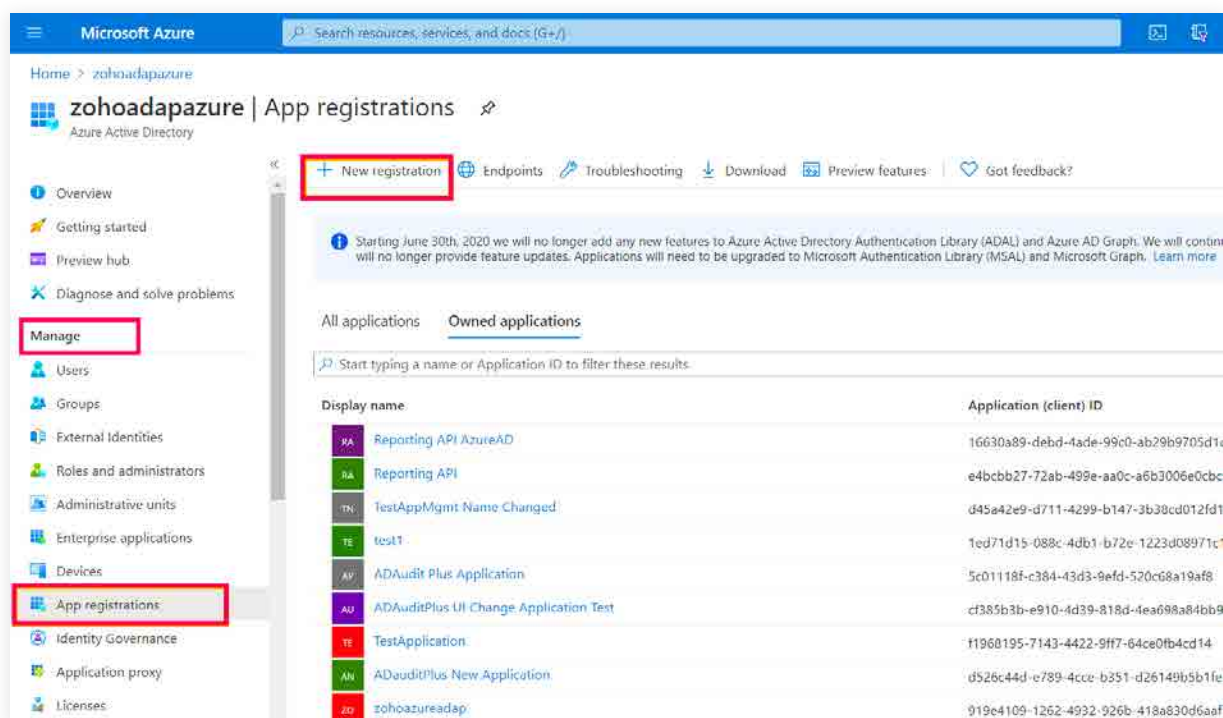 Microsoft Azure
Search resources, services, and docs (G+/)
Home > zohoadapazure
zohoadapazure | App registrations
Azure Active Directory
New registration Endpoints Troubleshooting Download Preview features Got feedback?
Overview
Getting started
Preview hub
Diagnose and solve problems
Manage
Users
Groups
External Identities
Roles and administrators
Administrative units
Enterprise applications
Devices
App registrations
Identity Governance
Application proxy
Licenses
Starting June 30th, 2020 we will no longer add any new features to Azure Active Directory Authentication Library (ADAL) and Azure AD Graph. We will contin
will no longer provide feature updates. Applications will need to be upgraded to Microsoft Authentication Library (MSAL) and Microsoft Graph. Learn more
All applications Owned applications
Start typing a name or Application ID to filter these results
Display name Application (client) ID
RA Reporting API AzureAD 16630a89-debd-4ade-99c0-ab29b9705d1c
RA Reporting API e4bcbb27-72ab-499e-aa0c-a6b3006e0cbc
TN TestAppMgmt Name Changed d45a42e9-d711-4299-b147-3b38cd012fd1
TE test1 1ed71d15-088c-4db1-b72e-1223d08971c1
AV ADAudit Plus Application 5c01118f-c384-43d3-9efd-520c68a19af8
AU ADAuditPlus UI Change Application Test cf385b3b-e910-4d39-818d-4ea698a84bb9
TE TestApplication f1968195-7143-4422-9ff7-64ce0fb4cd14
AN ADauditPlus New Application d526c44d-e789-4cce-b351-d26149b5b1fe
ZO zohoazureadap 919e4109-1262-4932-926b-418a830d6aaf